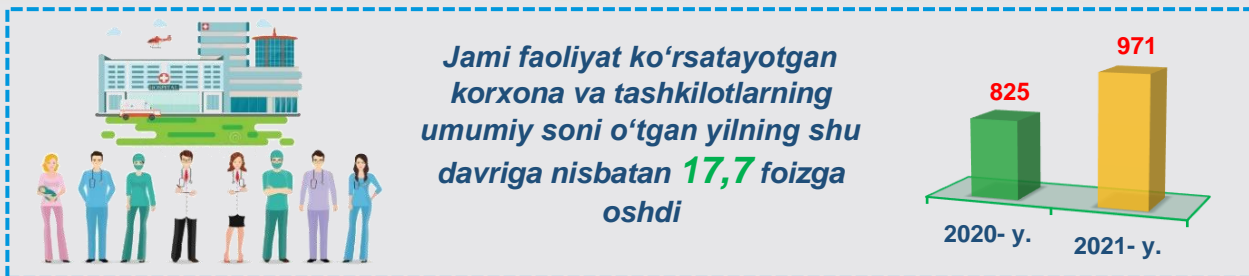 HOSPITAL
Jami faoliyat ko‘rsatayotgan
korxona va tashkilotlarning
umumiy soni o‘tgan yilning shu
davriga nisbatan 17,7 foizga
oshdi
825
971
2020- y.
2021- y.